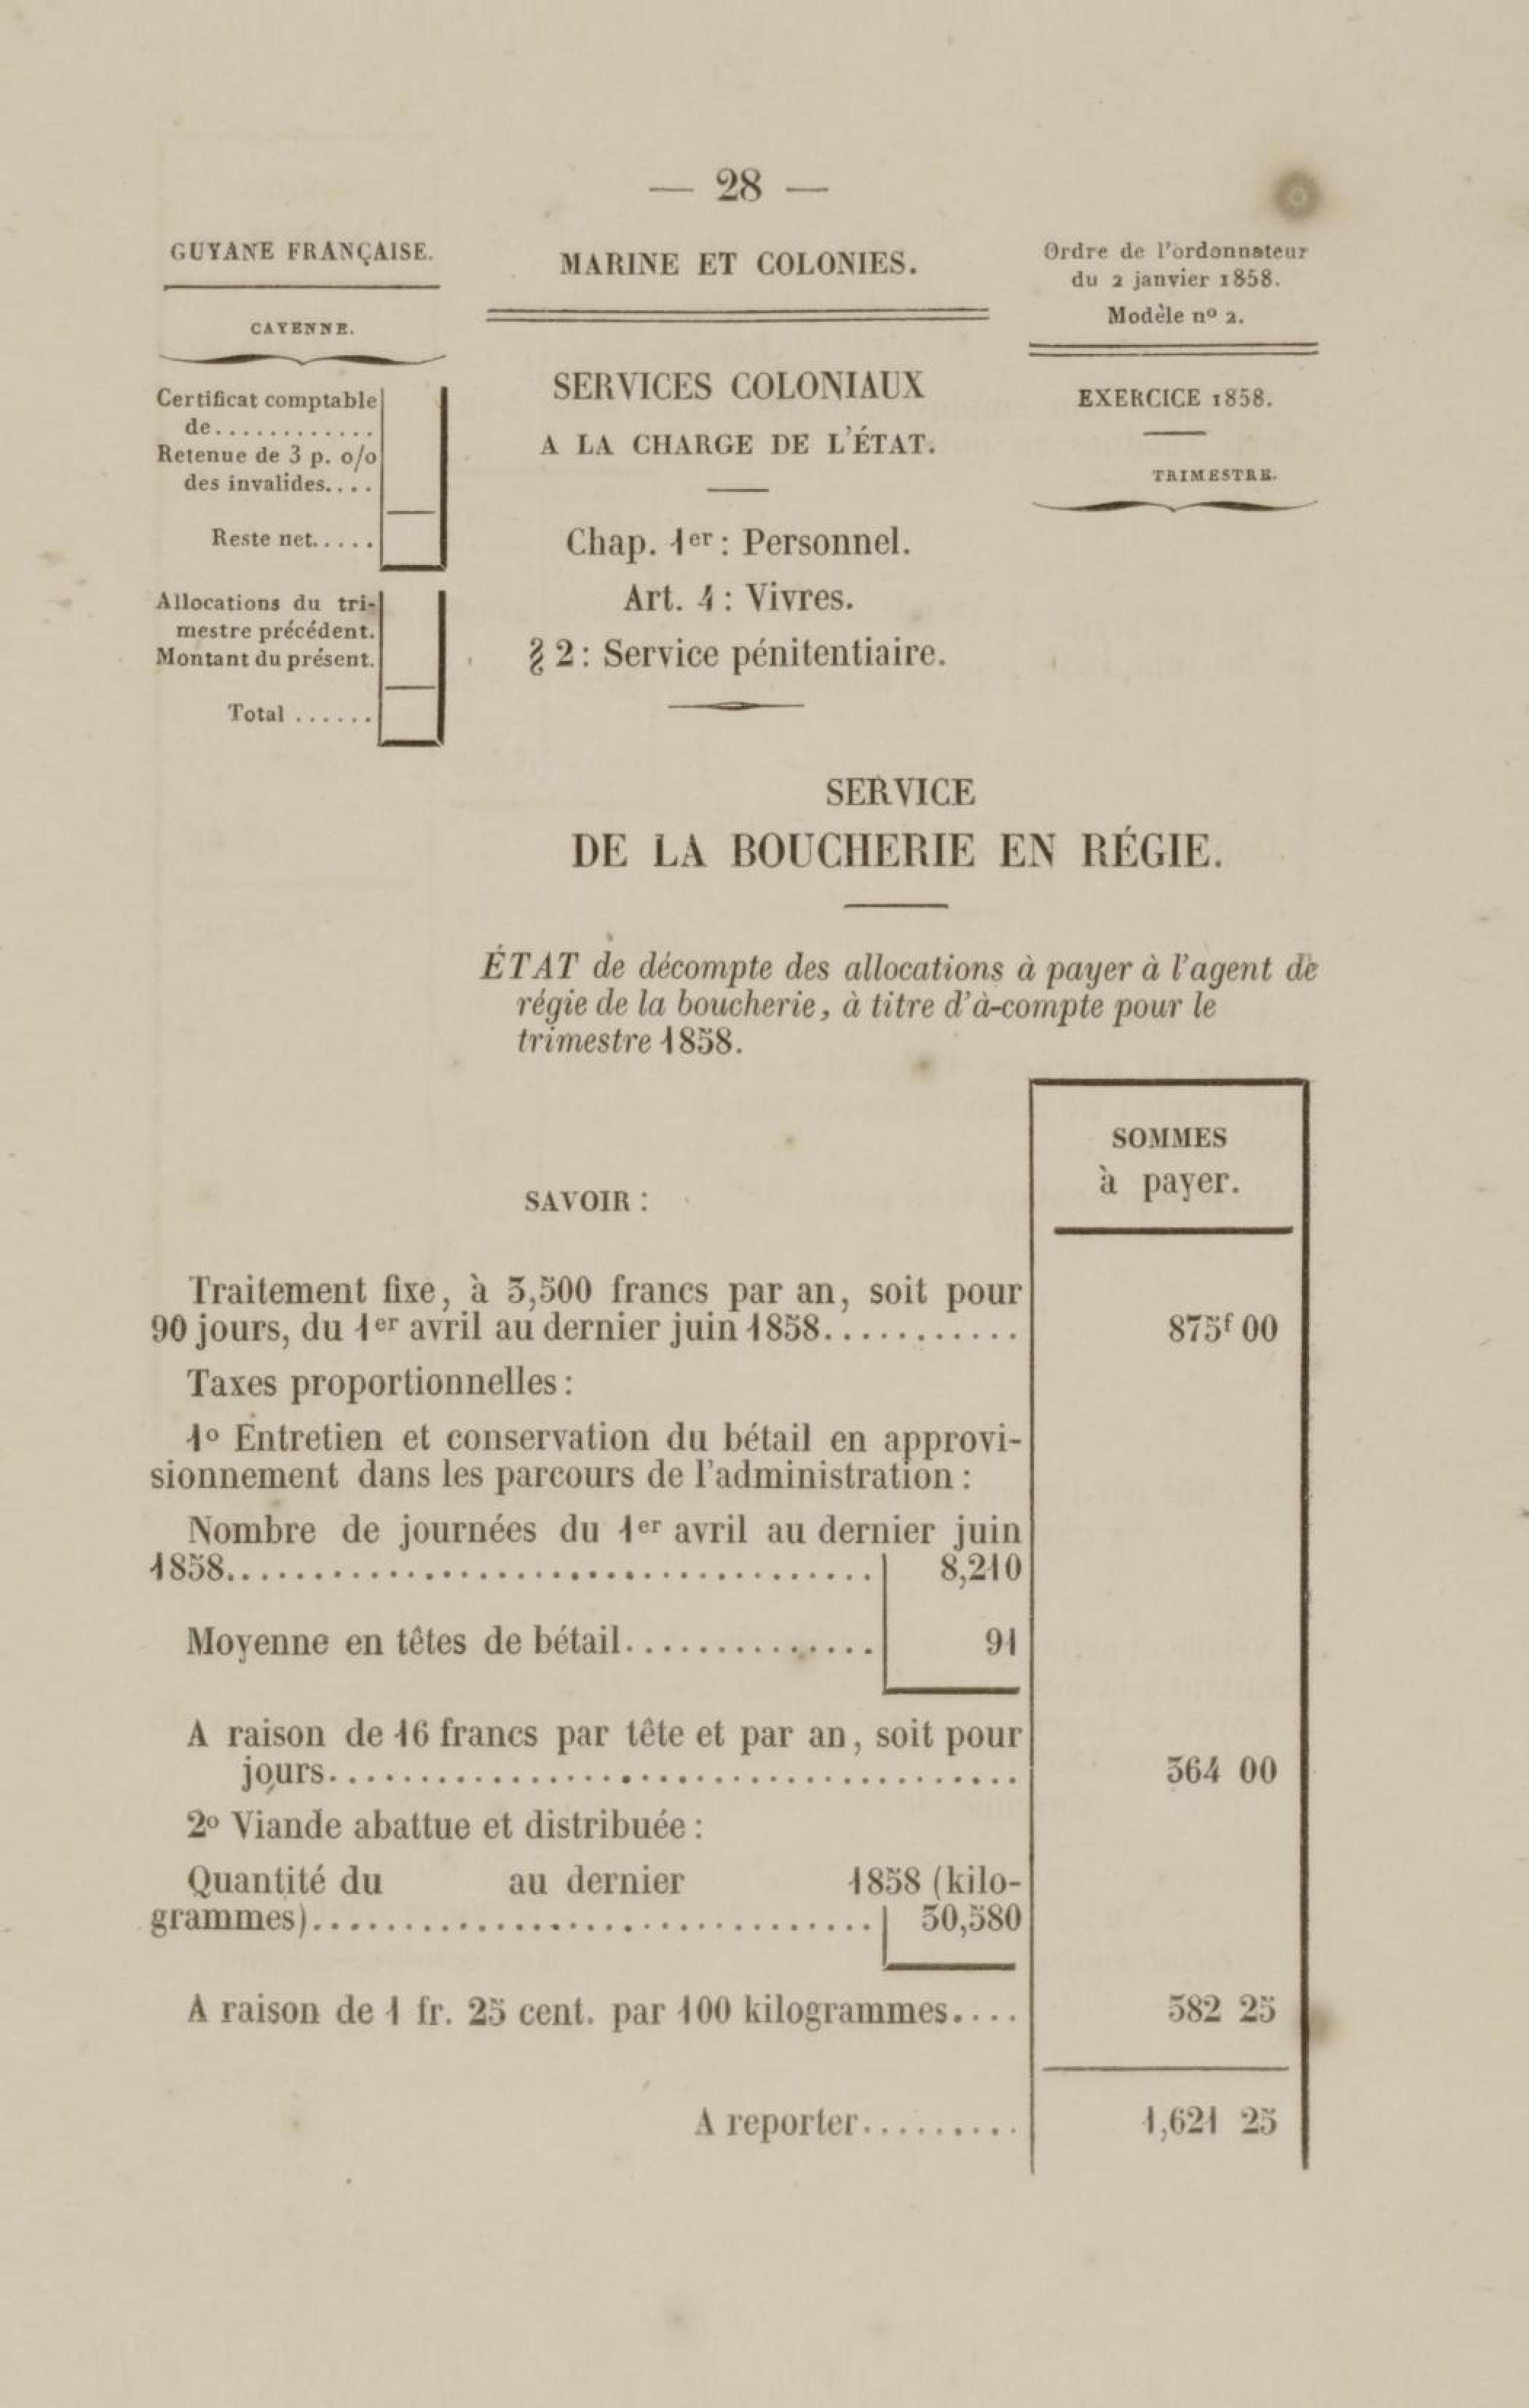 — 28 —
GUYANE FRANÇAISE.
CAYENNE.
Certificat comptable
de............
Retenue de 3 p. o/o
des invalides....
Reste net.....
Allocations du tri-
mestre précédent.
Montant du présent.
Total ......
MARINE ET COLONIES.
SERVICES COLONIAUX
A LA CHARGE DE L'ÉTAT.
Chap. 1er : Personnel.
Art. 4 : Vivres.
§ 2 : Service pénitentiaire.
Ordre de l'ordonnateur
du 2 janvier 1858.
Modèle nº 2.
EXERCICE 1858.
TRIMESTRE.
SERVICE
DE LA BOUCHERIE EN RÉGIE.
ÉTAT de décompte des allocations à payer à l'agent de
régie de la boucherie, à titre d'à-compte pour le
trimestre 1858.
SOMMES
à payer.
SAVOIR :
Traitement fixe, à 3,500 francs par an, soit pour
90 jours, du 1er avril au dernier juin 1858........... 875f 00
Taxes proportionnelles :
1º Entretien et conservation du bétail en approvi-
sionnement dans les parcours de l'administration :
Nombre de journées du 1er avril au dernier juin
1858.................................... 8,210
Moyenne en têtes de bétail.............. 91
A raison de 16 francs par tête et par an, soit pour
jours...................................... 364 00
2º Viande abattue et distribuée :
Quantité du au dernier 1858 (kilo-
grammes)............................... 30,580
A raison de 1 fr. 25 cent. par 100 kilogrammes.... 382 25
A reporter......... 1,621 25